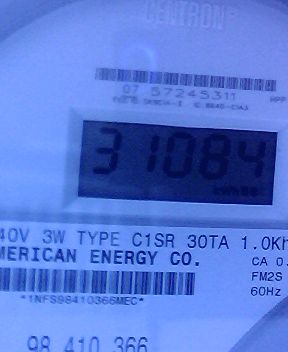 CENTRON
07 57245311
31084
40V 3W TYPE C1SR 30TA 1.0Kh
MERICAN ENERGY CO.
CA 0.
FM2S
*1NFS98410366MEC*
60Hz
98 410 366